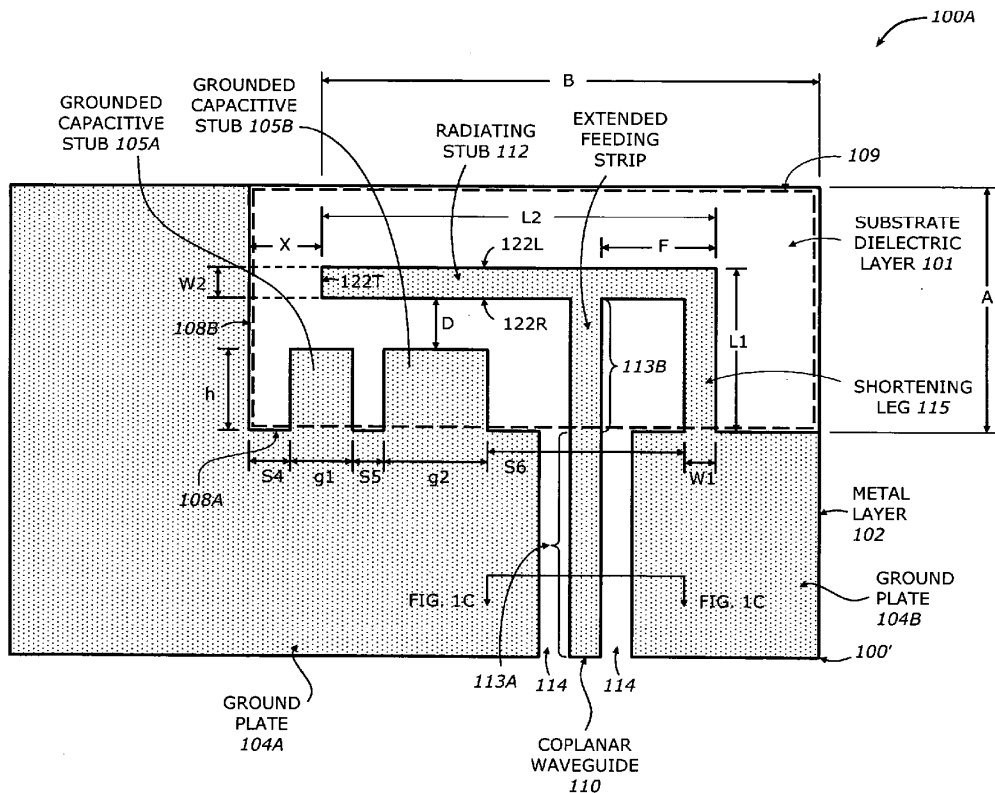 100A
B
GROUNDED
CAPACITIVE
STUB 105A
GROUNDED
CAPACITIVE
STUB 105B
RADIATING
STUB 112
EXTENDED
FEEDING
STRIP
109
L2
SUBSTRATE
DIELECTRIC
LAYER 101
X
122L
F
W2
122T
A
108B
D
122R
L1
113B
h
SHORTENING
LEG 115
S4
g1
S5
g2
S6
W1
108A
METAL
LAYER
102
FIG. 1C
FIG. 1C
GROUND
PLATE
104B
100'
113A
114
114
GROUND
PLATE
104A
COPLANAR
WAVEGUIDE
110